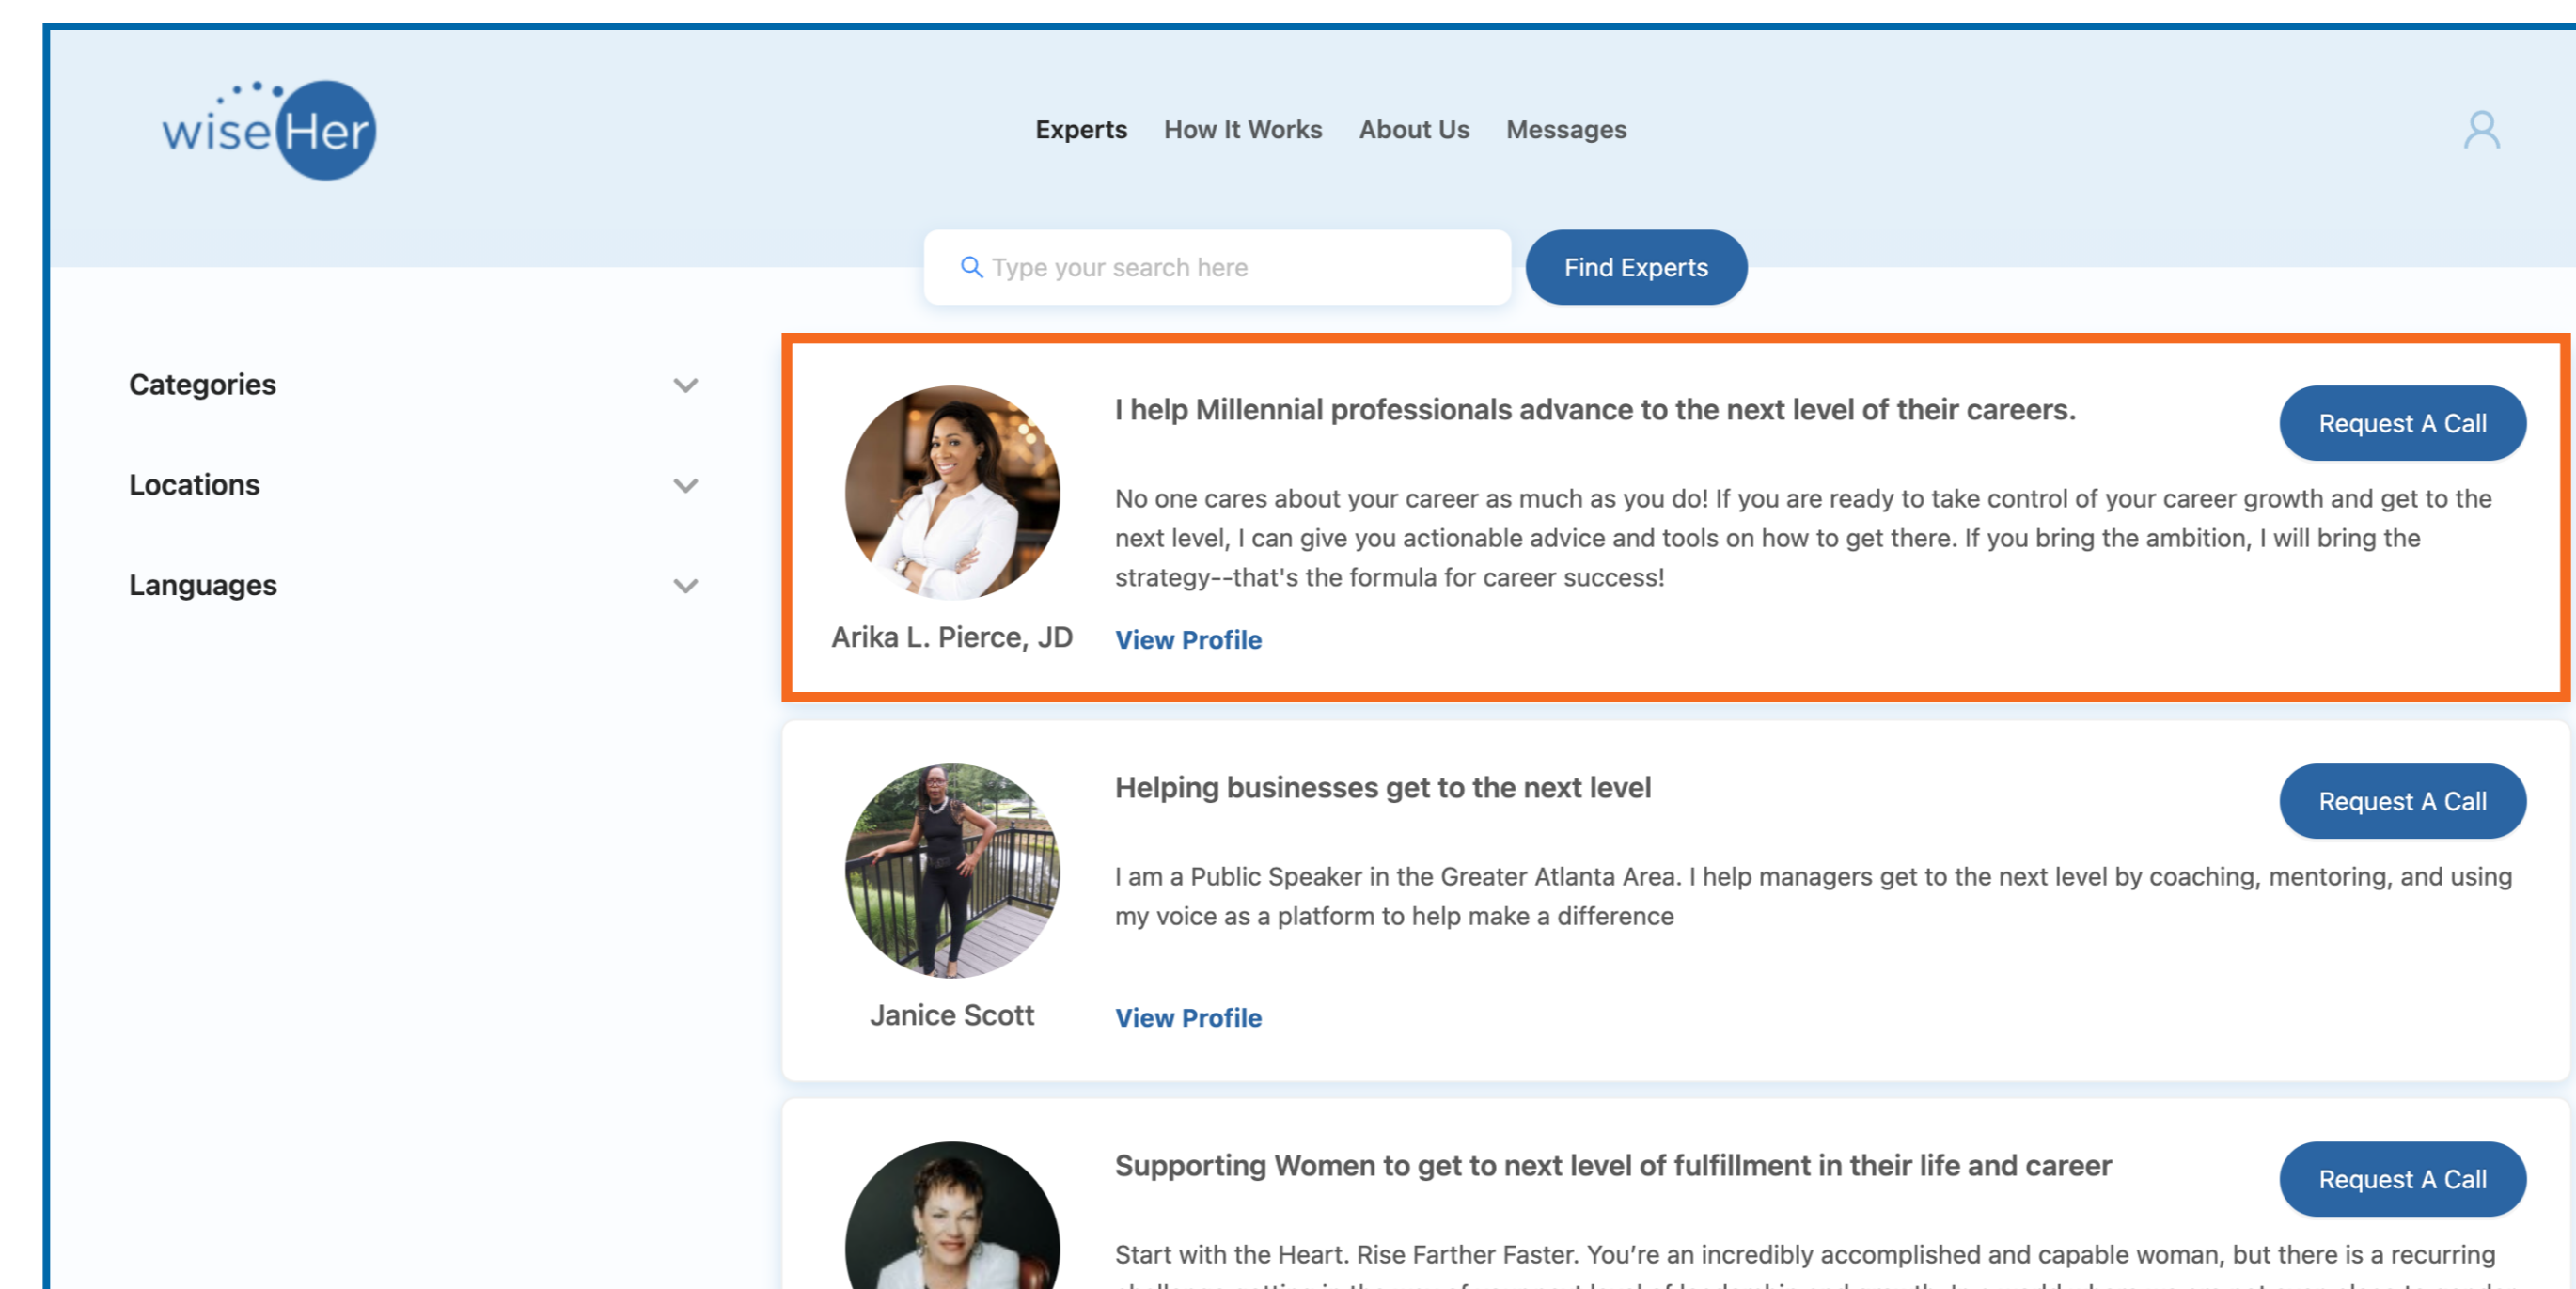 wiseHer
Experts How It Works About Us Messages
Type your search here
Find Experts
Categories
Locations
Languages
I help Millennial professionals advance to the next level of their careers.
Request A Call
No one cares about your career as much as you do! If you are ready to take control of your career growth and get to the
next level, I can give you actionable advice and tools on how to get there. If you bring the ambition, I will bring the
strategy--that's the formula for career success!
Arika L. Pierce, JD
View Profile
Helping businesses get to the next level
Request A Call
I am a Public Speaker in the Greater Atlanta Area. I help managers get to the next level by coaching, mentoring, and using
my voice as a platform to help make a difference
Janice Scott
View Profile
Supporting Women to get to next level of fulfillment in their life and career
Request A Call
Start with the Heart. Rise Farther Faster. You’re an incredibly accomplished and capable woman, but there is a recurring